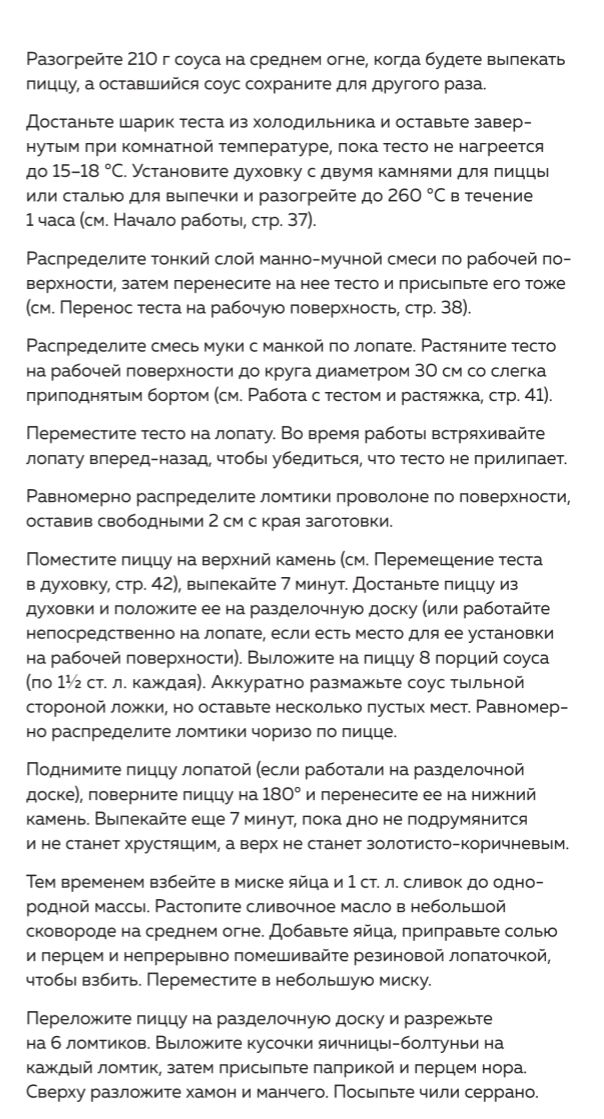 Разогрейте 210 г соуса на среднем огне, когда будете выпекать
пиццу, а оставшийся соус сохраните для другого раза.
Достаньте шарик теста из холодильника и оставьте завер-
нутым при комнатной температуре, пока тесто не нагреется
до 15–18 °C. Установите духовку с двумя камнями для пиццы
или сталью для выпечки и разогрейте до 260 °C в течение
1 часа (см. Начало работы, стр. 37).
Распределите тонкий слой манно-мучной смеси по рабочей по-
верхности, затем перенесите на нее тесто и присыпьте его тоже
(см. Перенос теста на рабочую поверхность, стр. 38).
Распределите смесь муки с манкой по лопате. Растяните тесто
на рабочей поверхности до круга диаметром 30 см со слегка
приподнятым бортом (см. Работа с тестом и растяжка, стр. 41).
Переместите тесто на лопату. Во время работы встряхивайте
лопату вперед-назад, чтобы убедиться, что тесто не прилипает.
Равномерно распределите ломтики проволоне по поверхности,
оставив свободными 2 см с края заготовки.
Поместите пиццу на верхний камень (см. Перемещение теста
в духовку, стр. 42), выпекайте 7 минут. Достаньте пиццу из
духовки и положите ее на разделочную доску (или работайте
непосредственно на лопате, если есть место для ее установки
на рабочей поверхности). Выложите на пиццу 8 порций соуса
(по 1½ ст. л. каждая). Аккуратно размажьте соус тыльной
стороной ложки, но оставьте несколько пустых мест. Равномер-
но распределите ломтики чоризо по пицце.
Поднимите пиццу лопатой (если работали на разделочной
доске), поверните пиццу на 180° и перенесите ее на нижний
камень. Выпекайте еще 7 минут, пока дно не подрумянится
и не станет хрустящим, а верх не станет золотисто-коричневым.
Тем временем взбейте в миске яйца и 1 ст. л. сливок до одно-
родной массы. Растопите сливочное масло в небольшой
сковороде на среднем огне. Добавьте яйца, приправьте солью
и перцем и непрерывно помешивайте резиновой лопаточкой,
чтобы взбить. Переместите в небольшую миску.
Переложите пиццу на разделочную доску и разрежьте
на 6 ломтиков. Выложите кусочки яичницы-болтуньи на
каждый ломтик, затем присыпьте паприкой и перцем нора.
Сверху разложите хамон и манчего. Посыпьте чили серрано.